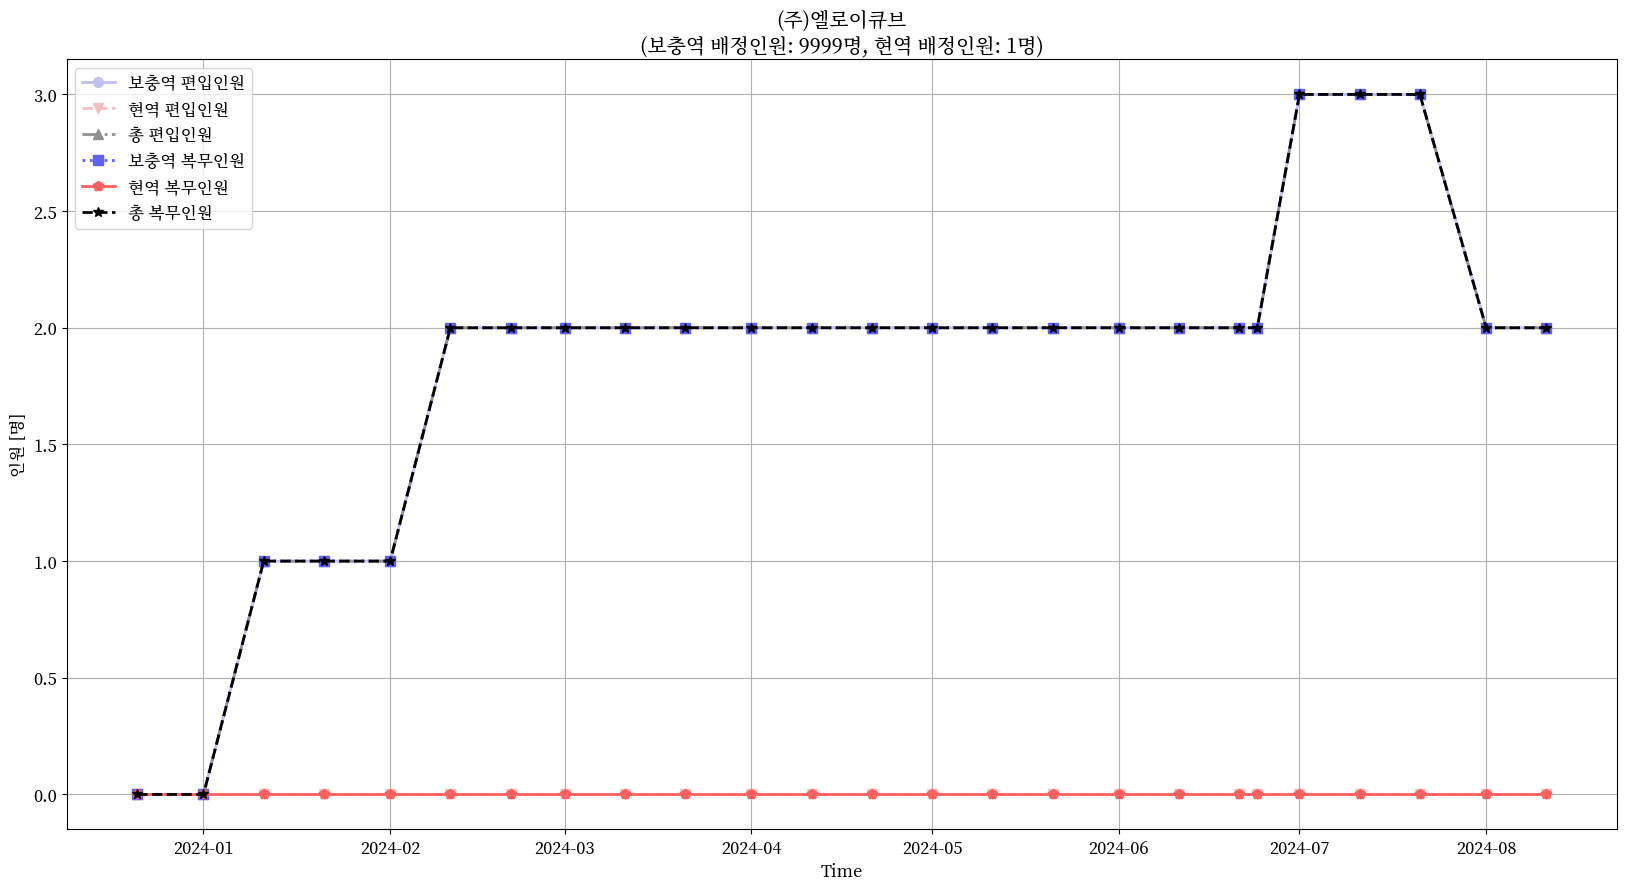 (주)엘로이큐브
(보충역 배정인원: 9999명, 현역 배정인원: 1명)
보충역 편입인원
현역 편입인원
총 편입인원
보충역 복무인원
현역 복무인원
총 복무인원
3.0
2.5
2.0
1.5
1.0
0.5
0.0
인원 [명]
2024-01 2024-02 2024-03 2024-04 2024-05 2024-06 2024-07 2024-08
Time